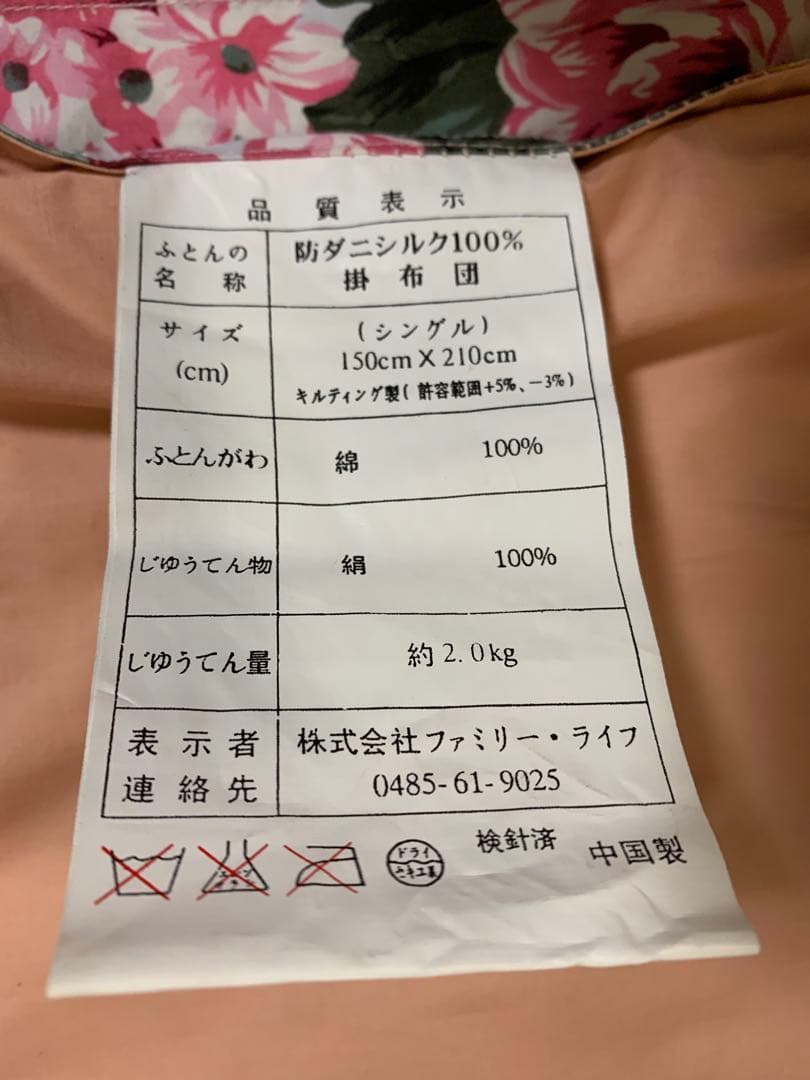 品質表示
ふとんの
名称
防ダニシルク100%
掛布団
サイズ
(cm)
(シングル)
150cm X 210cm
キルティング製(許容範囲+5%、-3%)
ふとんがわ
綿 100%
じゆうてん物
絹 100%
じゆうてん量
約2.0kg
表示者
連絡先
株式会社ファミリー・ライフ
0485-61-9025
ドライ
検針済
中国製